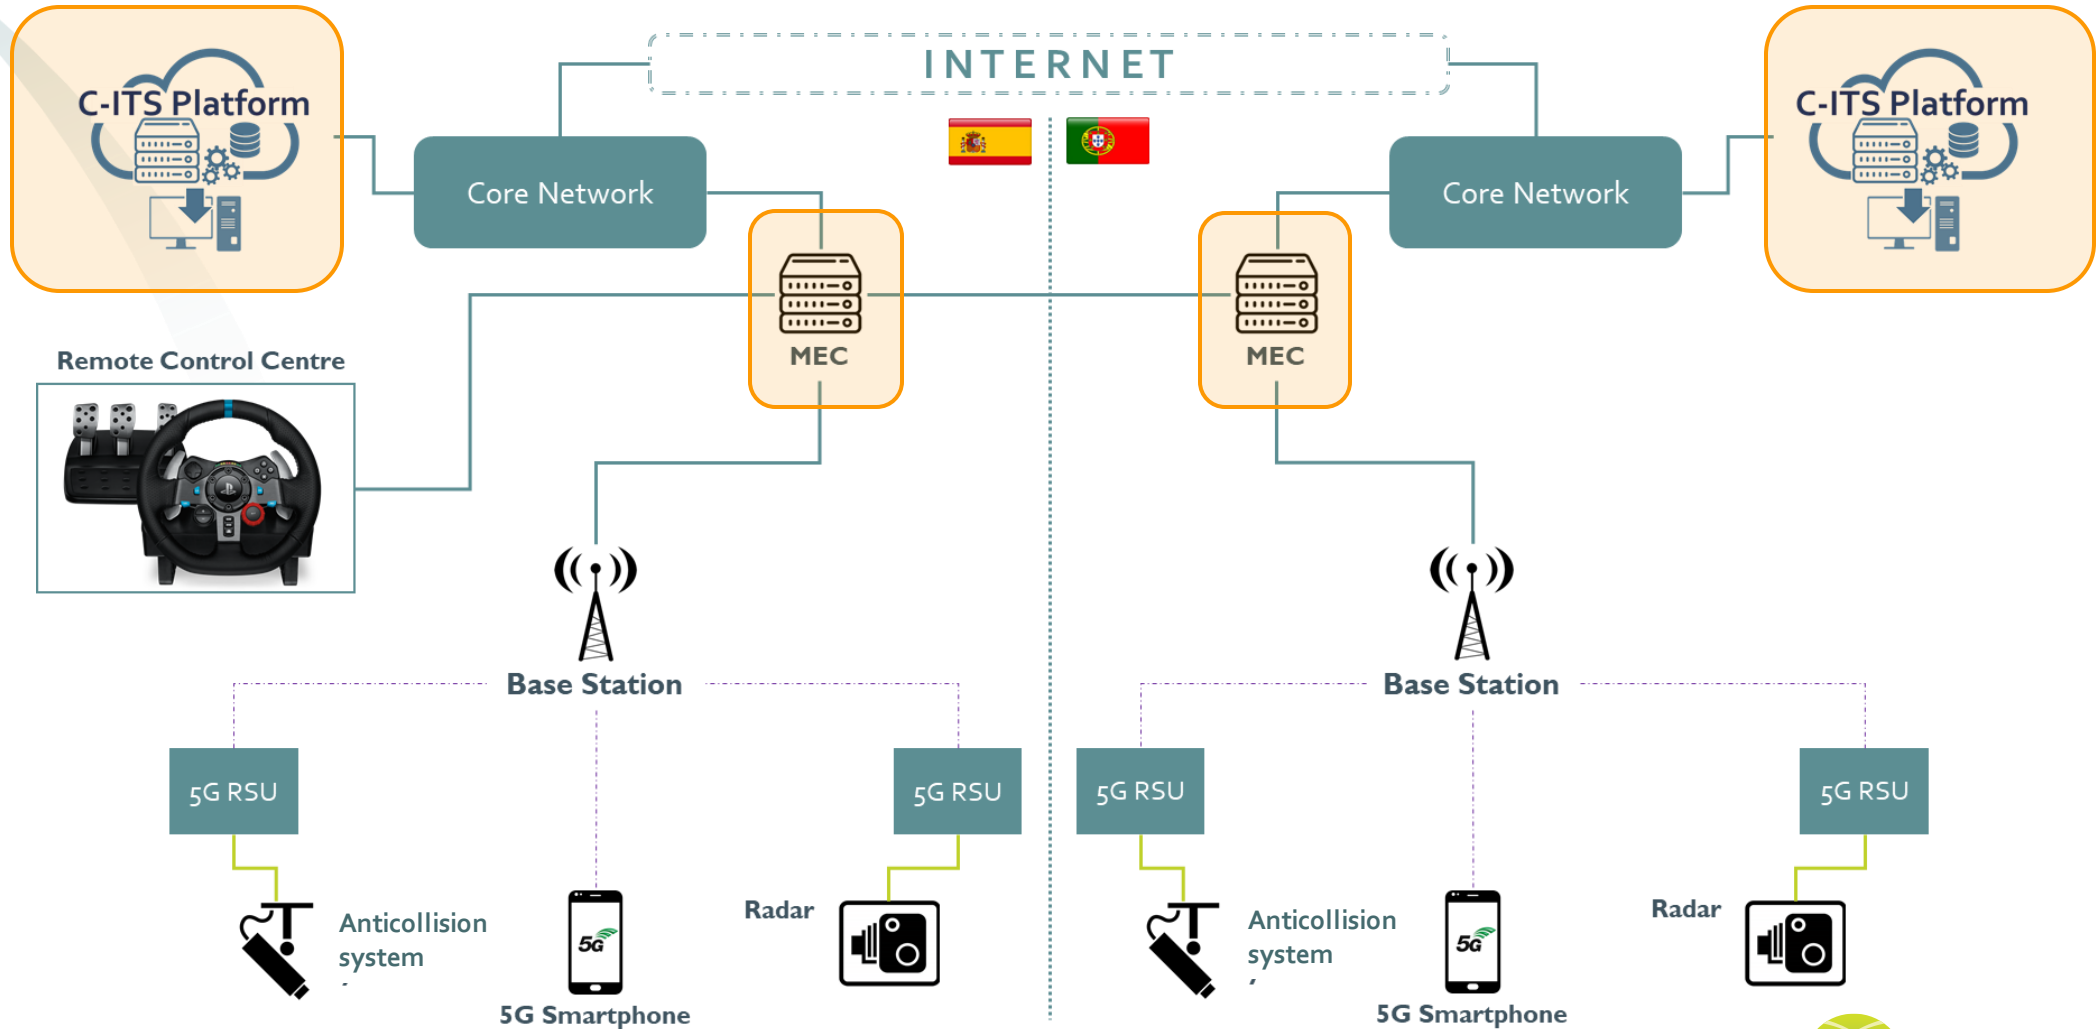 INTERNET
C-ITS Platform
C-ITS Platform
Core Network
Core Network
MEC
MEC
Remote Control Centre
Base Station
Base Station
5G RSU
5G RSU
5G RSU
5G RSU
Anticollision
system
5G
Radar
Anticollision
system
5G
Radar
5G Smartphone
5G Smartphone